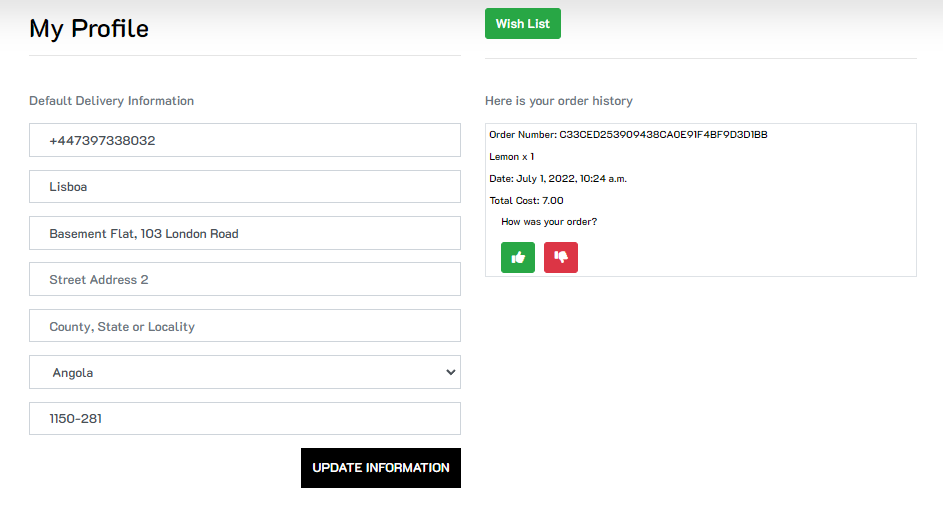 My Profile
Default Delivery Information
+447397338032
Lisboa
Basement Flat, 103 London Road
Street Address 2
County, State or Locality
Angola
1150-281
UPDATE INFORMATION
Wish List
Here is your order history
Order Number: C33CED253909438CA0E91F4BF9D3D1BB
Lemon x 1
Date: July 1, 2022, 10:24 a.m.
Total Cost: 7.00
How was your order?